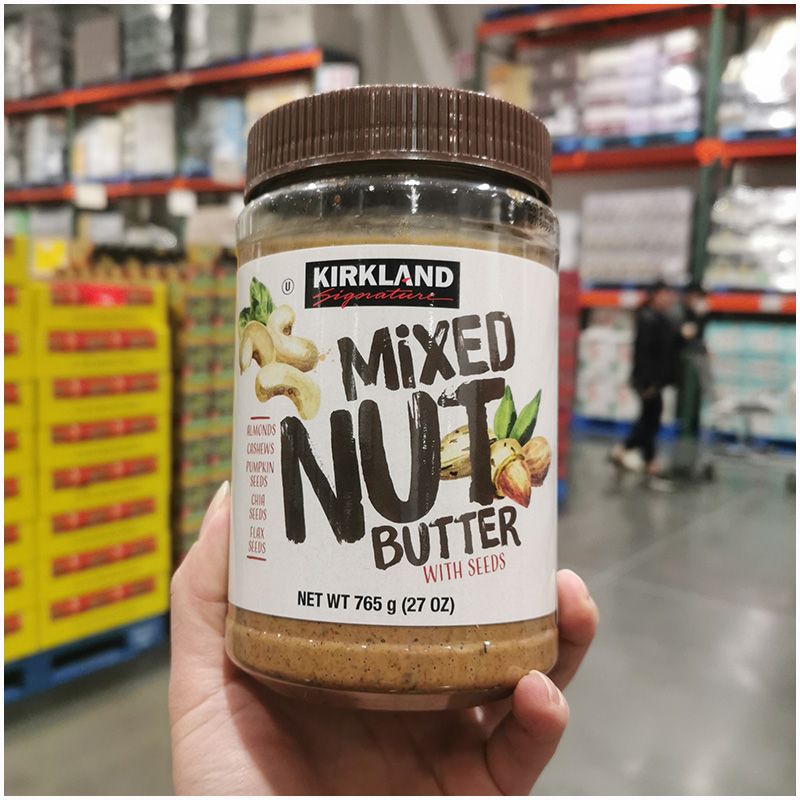 U
KIRKLAND
Signature
MiXED
NUT
BUTTER
WITH SEEDS
ALMONDS
CASHEWS
PUMPKIN
SEEDS
CHIA
SEEDS
FLAX
SEEDS
NET WT 765 g (27 OZ)